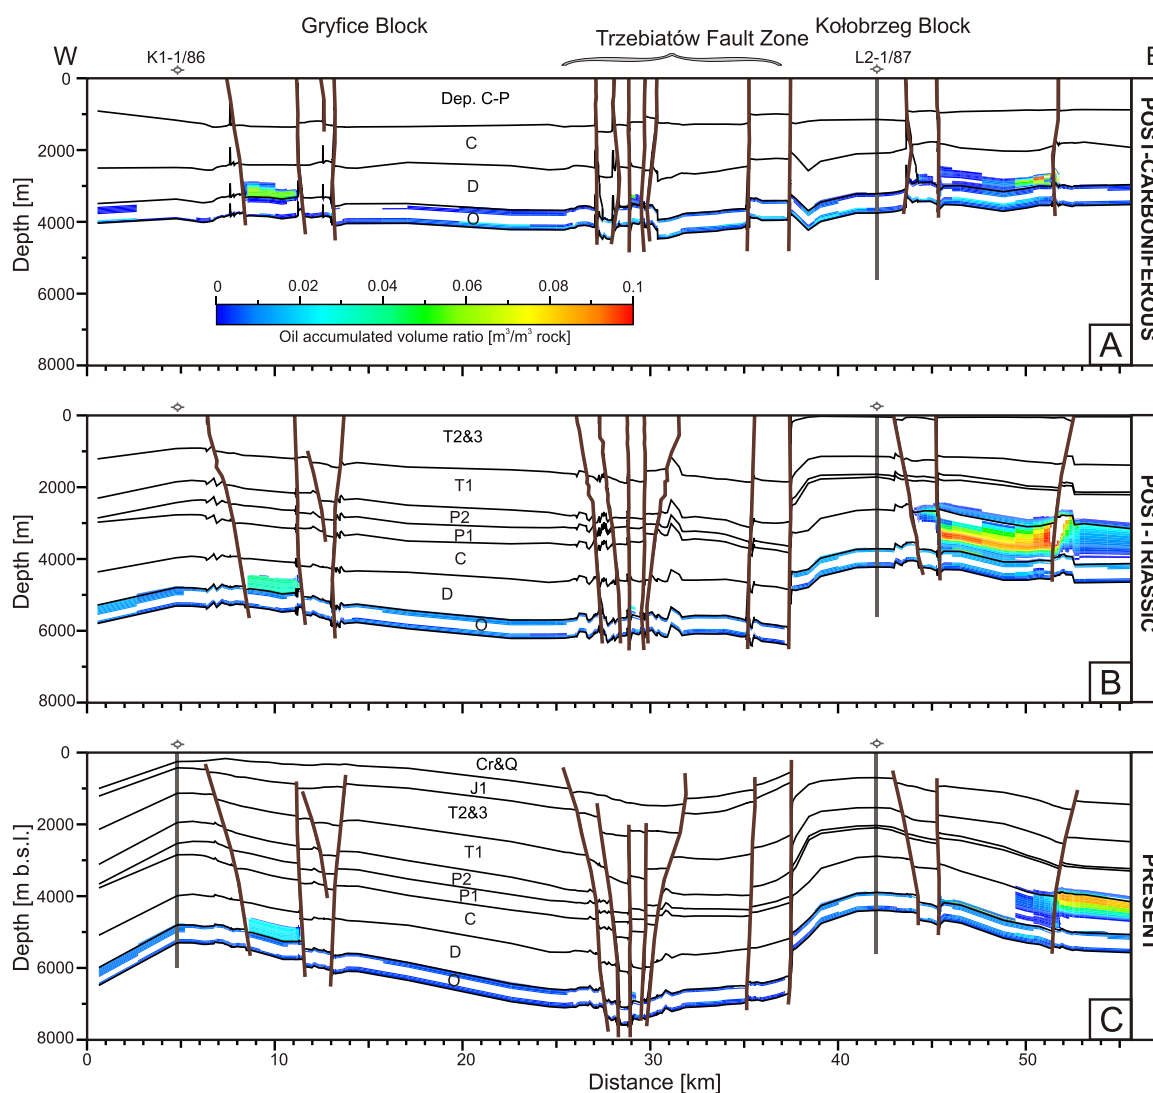 Gryfice Block
Kołobrzeg Block
Trzebiatów Fault Zone
W
K1-1/86
L2-1/87
E
0
2000
4000
6000
8000
Depth [m]
Dep. C-P
C
D
O
0
0.02
0.04
0.06
0.08
0.1
Oil accumulated volume ratio [m³/m³ rock]
A
POST-CARBONIFEROUS
0
2000
4000
6000
8000
Depth [m]
T2&3
T1
P2
P1
C
D
O
B
POST-TRIASSIC
0
2000
4000
6000
8000
Depth [m b.s.l.]
Cr&Q
J1
T2&3
T1
P2
P1
C
D
O
C
PRESENT
0
10
20
30
40
50
Distance [km]